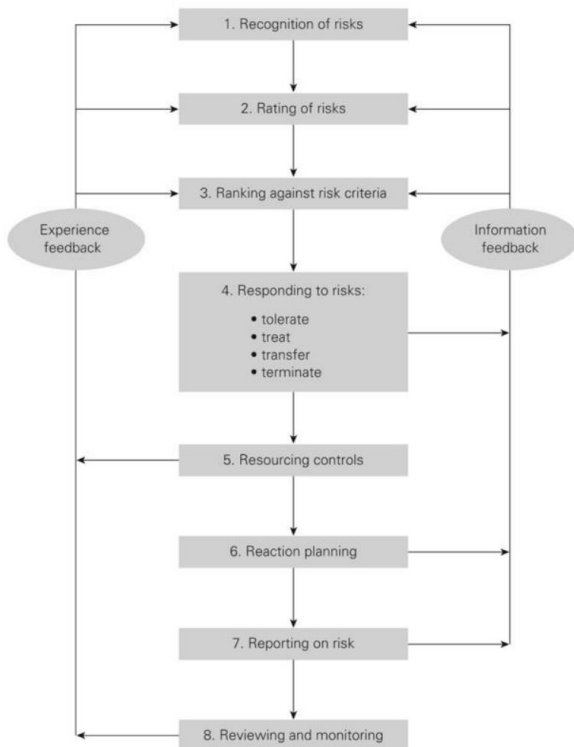 1. Recognition of risks
2. Rating of risks
3. Ranking against risk criteria
Experience
feedback
Information
feedback
4. Responding to risks:
• tolerate
• treat
• transfer
• terminate
5. Resourcing controls
6. Reaction planning
7. Reporting on risk
8. Reviewing and monitoring